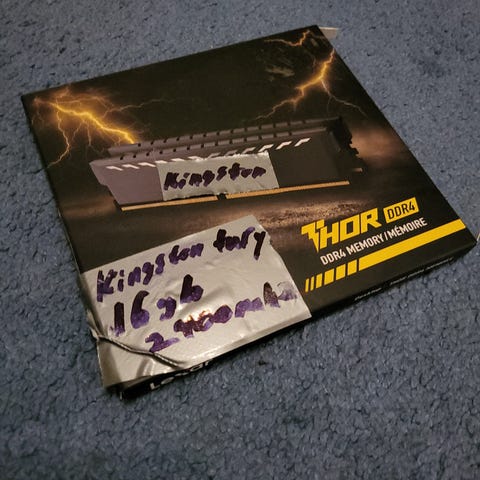 Kingston
THOR DDR4
DDR4 MEMORY / MÉMOIRE
Kingston fury
16gb
2400mhz